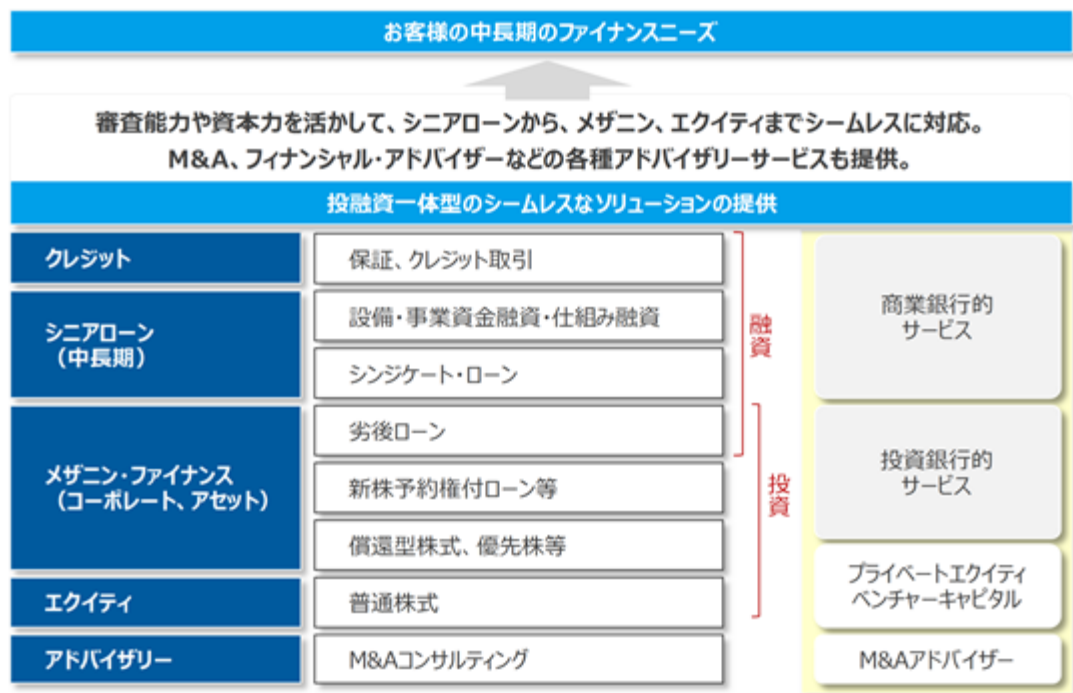 お客様の中長期のファイナンスニーズ
審査能力や資本力を活かして、シニアローンから、メザニン、エクイティまでシームレスに対応。
M&A、フィナンシャル・アドバイザーなどの各種アドバイザリーサービスも提供。
投融資一体型のシームレスなソリューションの提供
クレジット
保証、クレジット取引
シニアローン
（中長期）
設備・事業資金融資・仕組み融資
シンジケート・ローン
融資
商業銀行的
サービス
メザニン・ファイナンス
（コーポレート、アセット）
劣後ローン
新株予約権付ローン等
償還型株式、優先株等
投資
投資銀行的
サービス
エクイティ
普通株式
プライベートエクイティ
ベンチャーキャピタル
アドバイザリー
M&Aコンサルティング
M&Aアドバイザー